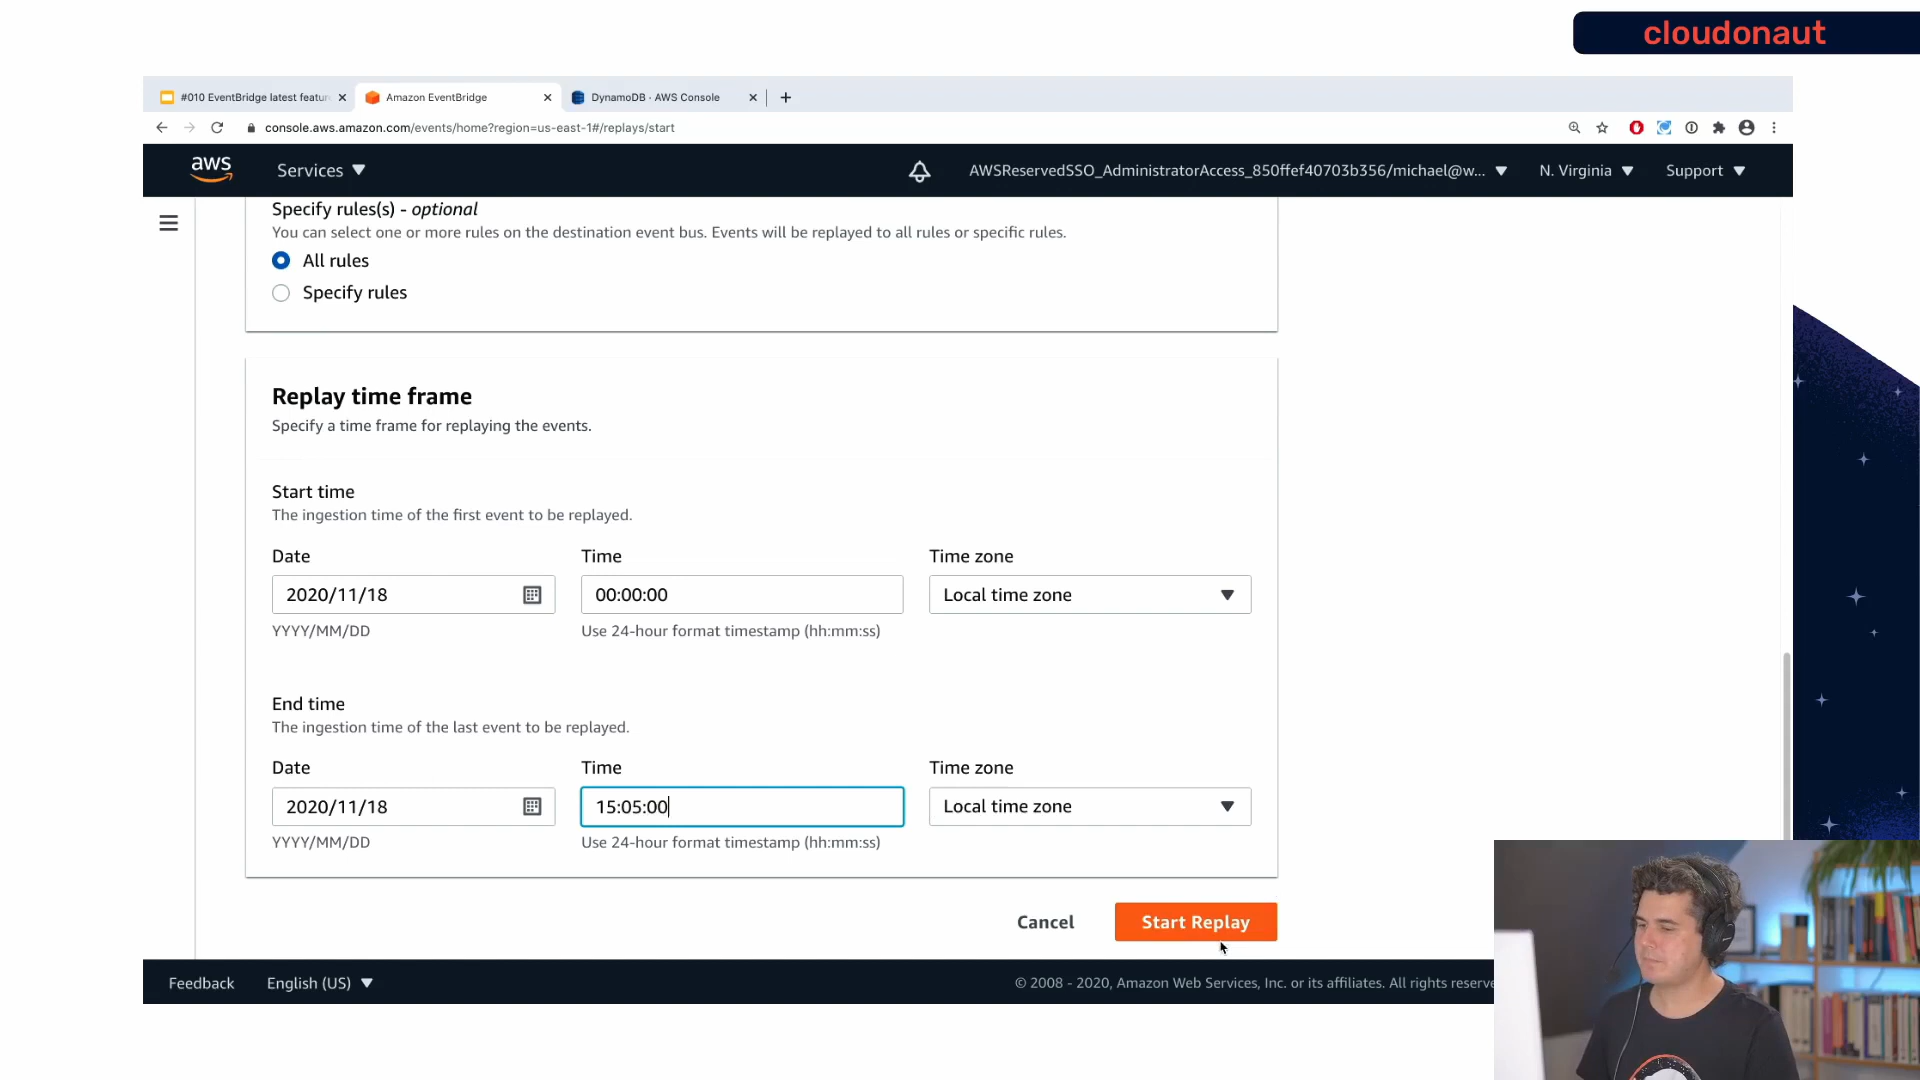 cloudonaut
#010 EventBridge latest featur
Amazon EventBridge
DynamoDB · AWS Console
console.aws.amazon.com/events/home?region=us-east-1#/replays/start
aws
Services
AWSReservedSSO_AdministratorAccess_850ffef40703b356/michael@w...
N. Virginia
Support
Specify rules(s) - optional
You can select one or more rules on the destination event bus. Events will be replayed to all rules or specific rules.
All rules
Specify rules
Replay time frame
Specify a time frame for replaying the events.
Start time
The ingestion time of the first event to be replayed.
Date Time Time zone
2020/11/18 00:00:00 Local time zone
YYYY/MM/DD Use 24-hour format timestamp (hh:mm:ss)
End time
The ingestion time of the last event to be replayed.
Date Time Time zone
2020/11/18 15:05:00 Local time zone
YYYY/MM/DD Use 24-hour format timestamp (hh:mm:ss)
Cancel Start Replay
Feedback English (US) © 2008 - 2020, Amazon Web Services, Inc. or its affiliates. All rights reserve